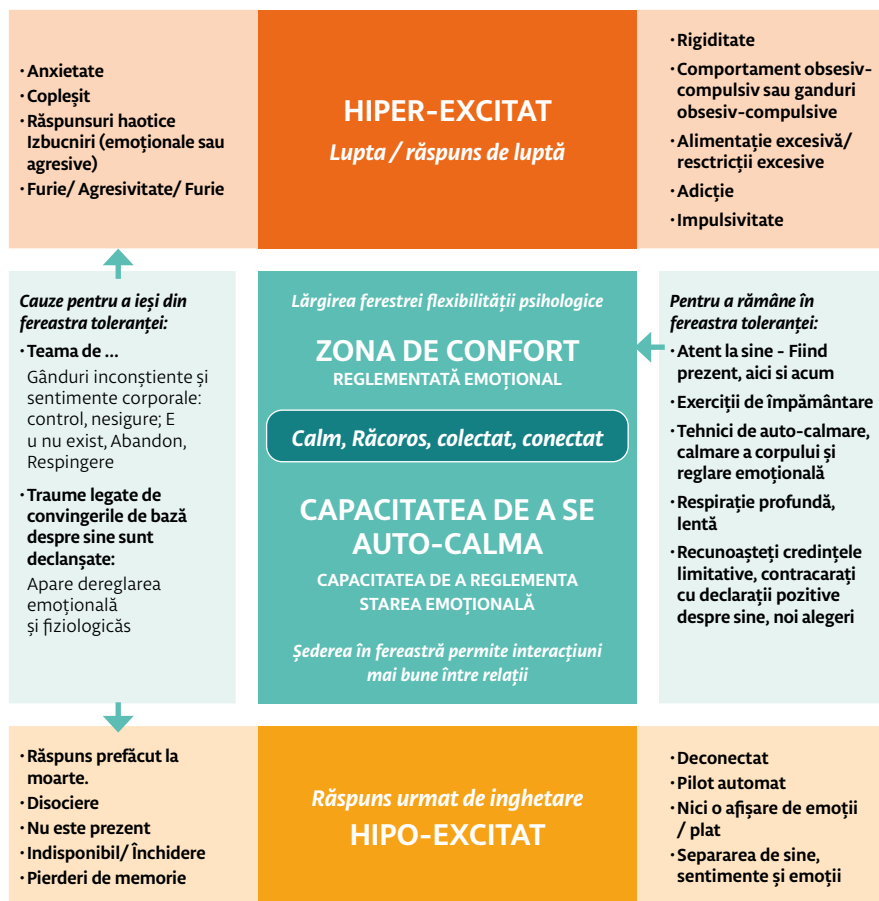 · Anxietate
· Copleșit
· Răspunsuri haotice
Izbucniri (emoționale sau
agresive)
· Furie/ Agresivitate/ Furie
HIPER-EXCITAT
Lupta / răspuns de luptă
· Rigiditate
· Comportament obsesiv-
compulsiv sau ganduri
obsesiv-compulsive
· Alimentație excesivă/
resctricții excesive
· Adicție
· Impulsivitate
Cauze pentru a ieși din
fereastra toleranței:
· Teama de ...
Gânduri inconștiente și
sentimente corporale:
control, nesigure; E
u nu exist, Abandon,
Respingere
· Traume legate de
convingerile de bază
despre sine sunt
declanșate:
Apare dereglarea
emoțională
și fiziologicăs
Lărgirea ferestrei flexibilității psihologice
ZONA DE CONFORT
REGLEMENTATĂ EMOȚIONAL
Calm, Răcoros, colectat, conectat
CAPACITATEA DE A SE
AUTO-CALMA
CAPACITATEA DE A REGLEMENTA
STAREA EMOȚIONALĂ
Șederea în fereastră permite interacțiuni
mai bune între relații
Pentru a rămâne în
fereastra toleranței:
· Atent la sine - Fiind
prezent, aici si acum
· Exerciții de împământare
· Tehnici de auto-calmare,
calmare a corpului și
reglare emoțională
· Respirație profundă,
lentă
· Recunoașteți credințele
limitative, contracarați
cu declarații pozitive
despre sine, noi alegeri
· Răspuns prefăcut la
moarte.
· Disociere
· Nu este prezent
· Indisponibil/ Închidere
· Pierderi de memorie
Răspuns urmat de inghetare
HIPO-EXCITAT
· Deconectat
· Pilot automat
· Nici o afișare de emoții
/ plat
· Separarea de sine,
sentimente și emoții